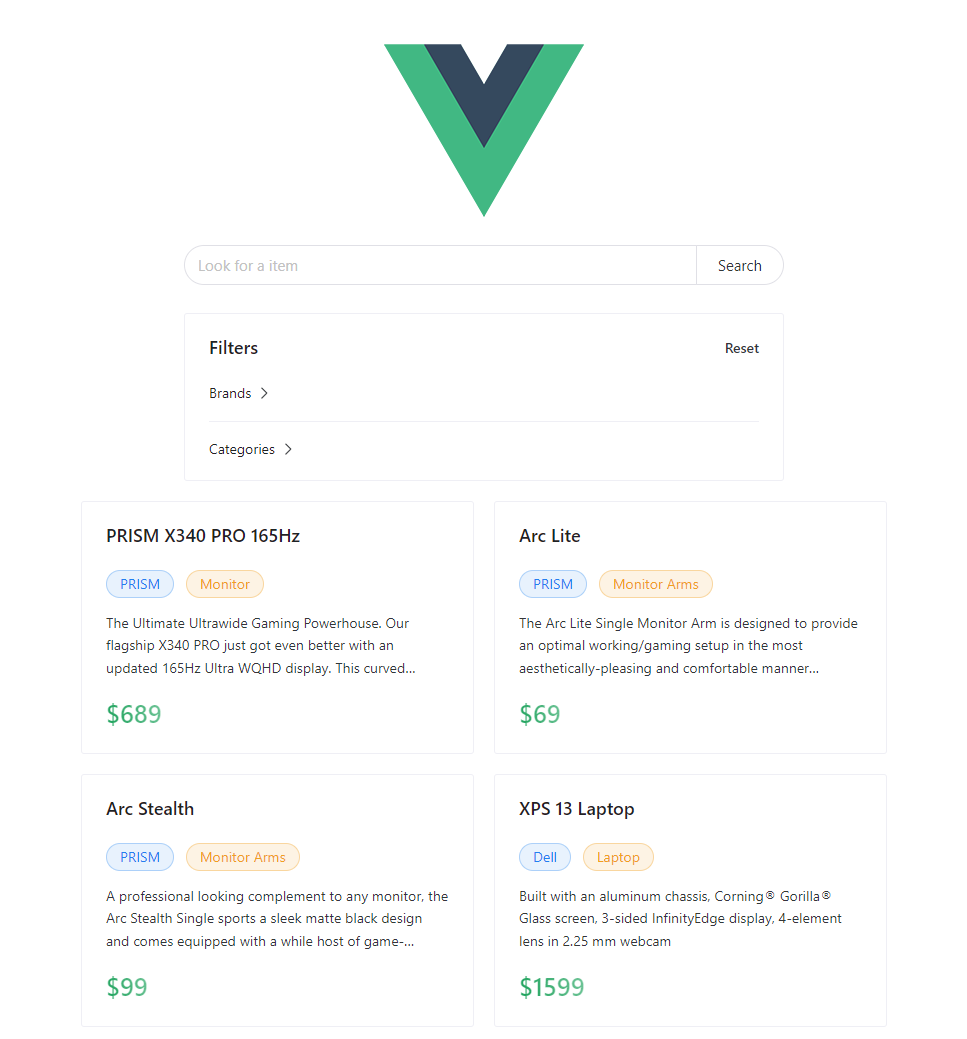 Look for a item
Search
Filters
Reset
Brands
Categories
PRISM X340 PRO 165Hz
PRISM
Monitor
The Ultimate Ultrawide Gaming Powerhouse. Our
flagship X340 PRO just got even better with an
updated 165Hz Ultra WQHD display. This curved...
$689
Arc Lite
PRISM
Monitor Arms
The Arc Lite Single Monitor Arm is designed to provide
an optimal working/gaming setup in the most
aesthetically-pleasing and comfortable manner...
$69
Arc Stealth
PRISM
Monitor Arms
A professional looking complement to any monitor, the
Arc Stealth Single sports a sleek matte black design
and comes equipped with a while host of game-...
$99
XPS 13 Laptop
Dell
Laptop
Built with an aluminum chassis, Corning® Gorilla®
Glass screen, 3-sided InfinityEdge display, 4-element
lens in 2.25 mm webcam
$1599